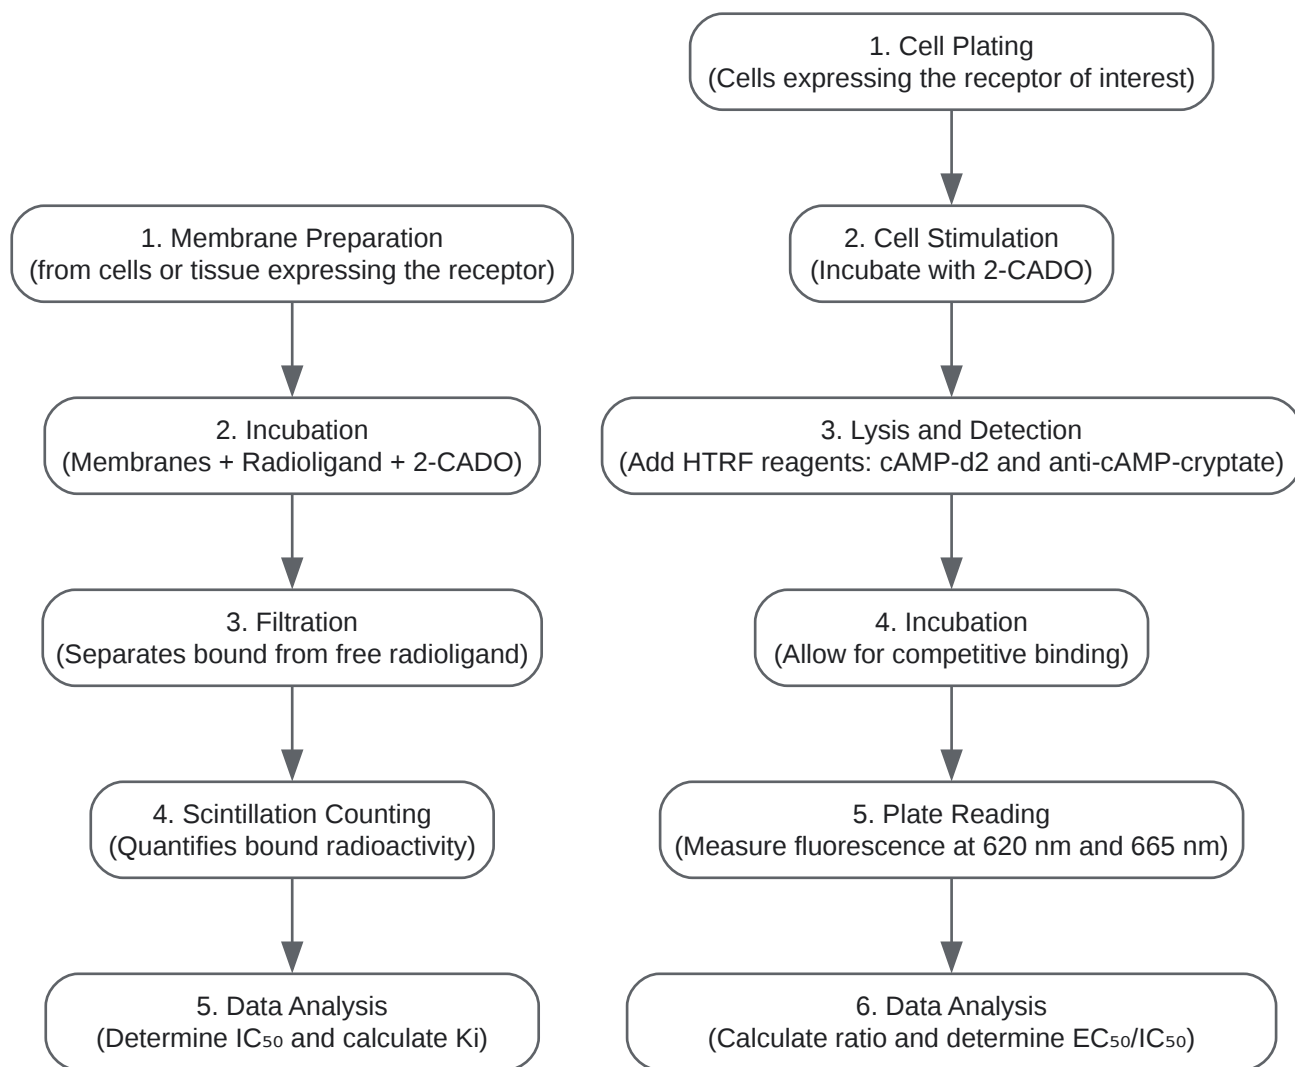 1. Membrane Preparation
(from cells or tissue expressing the receptor)
2. Incubation
(Membranes + Radioligand + 2-CADO)
3. Filtration
(Separates bound from free radioligand)
4. Scintillation Counting
(Quantifies bound radioactivity)
5. Data Analysis
(Determine IC₅₀ and calculate Ki)
1. Cell Plating
(Cells expressing the receptor of interest)
2. Cell Stimulation
(Incubate with 2-CADO)
3. Lysis and Detection
(Add HTRF reagents: cAMP-d2 and anti-cAMP-cryptate)
4. Incubation
(Allow for competitive binding)
5. Plate Reading
(Measure fluorescence at 620 nm and 665 nm)
6. Data Analysis
(Calculate ratio and determine EC₅₀/IC₅₀)